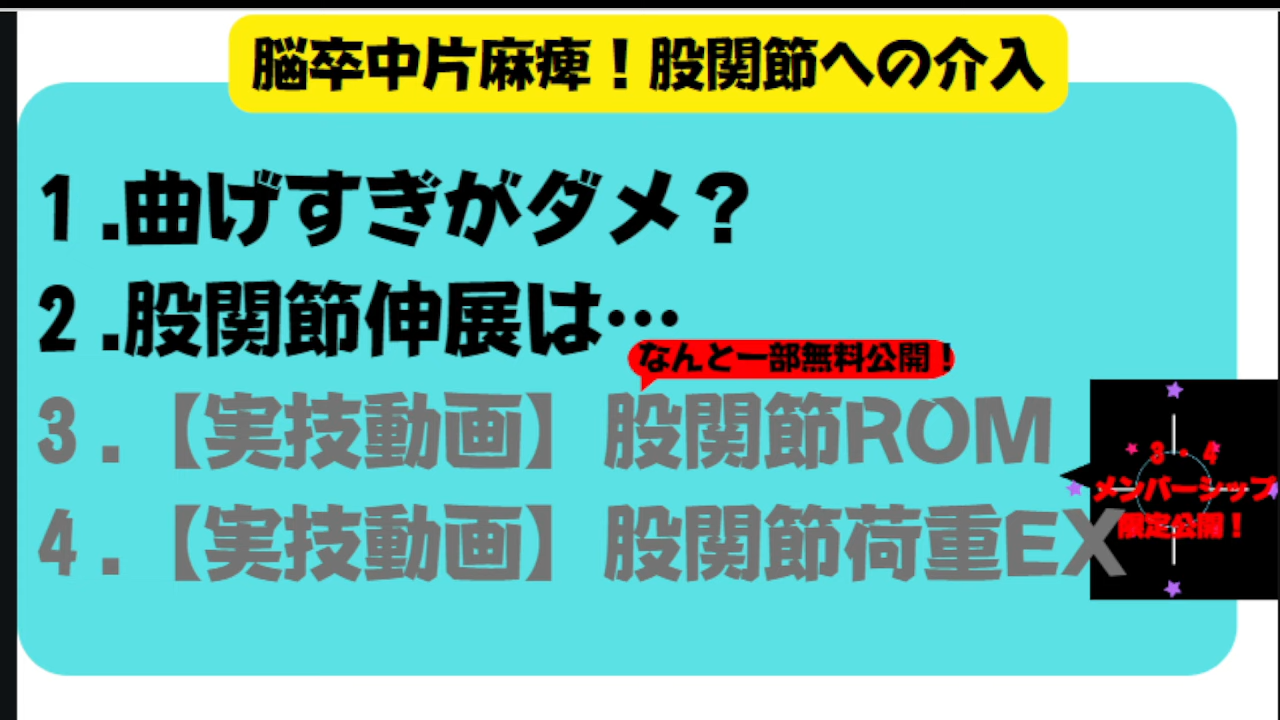 脳卒中片麻痺！股関節への介入
１.曲げすぎがダメ？
２.股関節伸展は…
なんと一部無料公開！
３.【実技動画】股関節ROM
４.【実技動画】股関節荷重EX
３・４
メンバーシップ
限定公開！